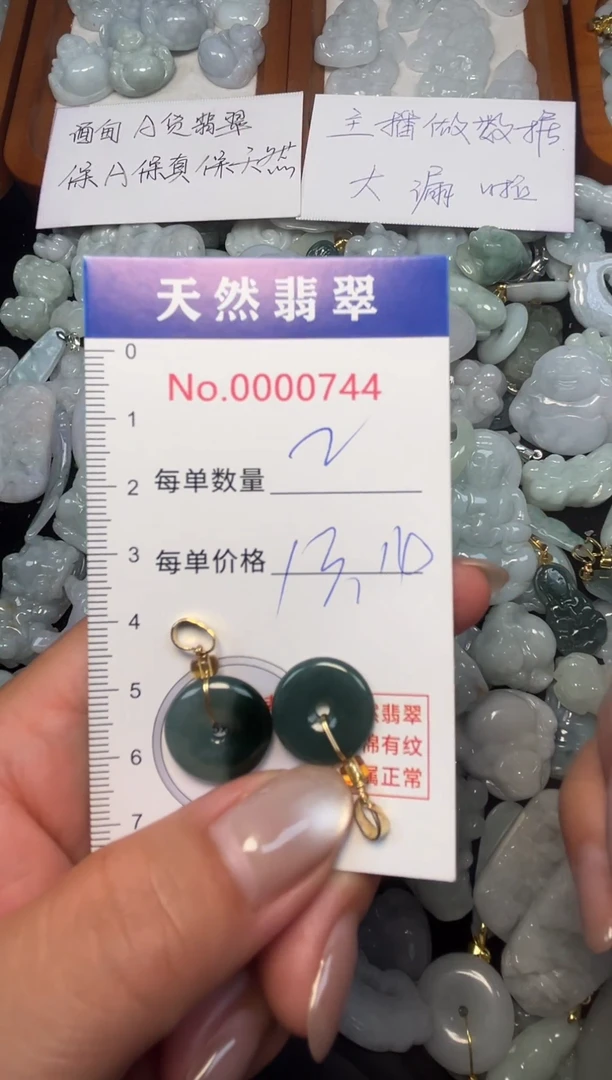 缅甸A货翡翠
保A保真保天然
主播做数据
大漏啦
天然翡翠
No.0000744
每单数量 2
每单价格 13.10
翡翠
棉有纹
属正常
0
1
2
3
4
5
6
7